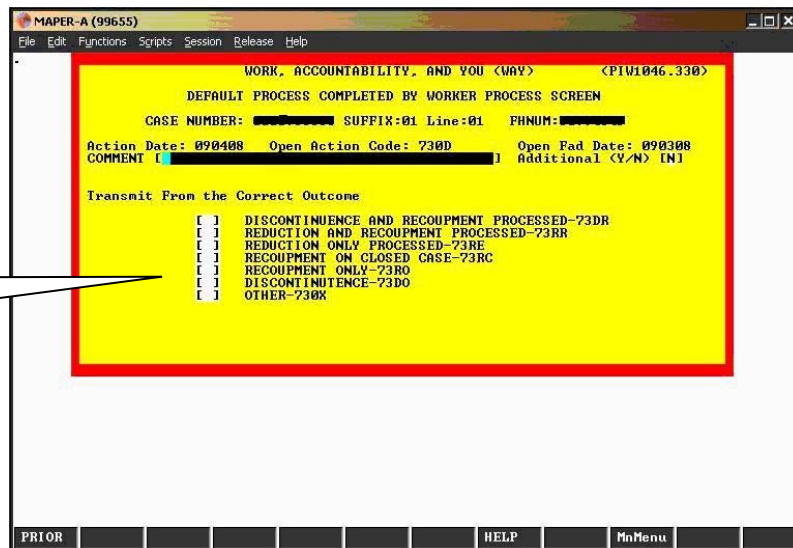 MAPER-A (99655)
File Edit Functions Scripts Session Release Help
WORK, ACCOUNTABILITY, AND YOU (WAY) (PIW1046.330)
DEFAULT PROCESS COMPLETED BY WORKER PROCESS SCREEN
CASE NUMBER: SUFFIX:01 Line:01 FHNUM:
Action Date: 090408 Open Action Code: 730D Open Fad Date: 090308
COMMENT [ ] Additional (Y/N) [N]
Transmit From the Correct Outcome
[ ] DISCONTINUENCE AND RECOUPMENT PROCESSED-73DR
[ ] REDUCTION AND RECOUPMENT PROCESSED-73RR
[ ] REDUCTION ONLY PROCESSED-73RE
[ ] RECOUPMENT ON CLOSED CASE-73RC
[ ] RECOUPMENT ONLY-73RO
[ ] DISCONTINUTENCE-73DO
[ ] OTHER-730X
PRIOR HELP MnMenu